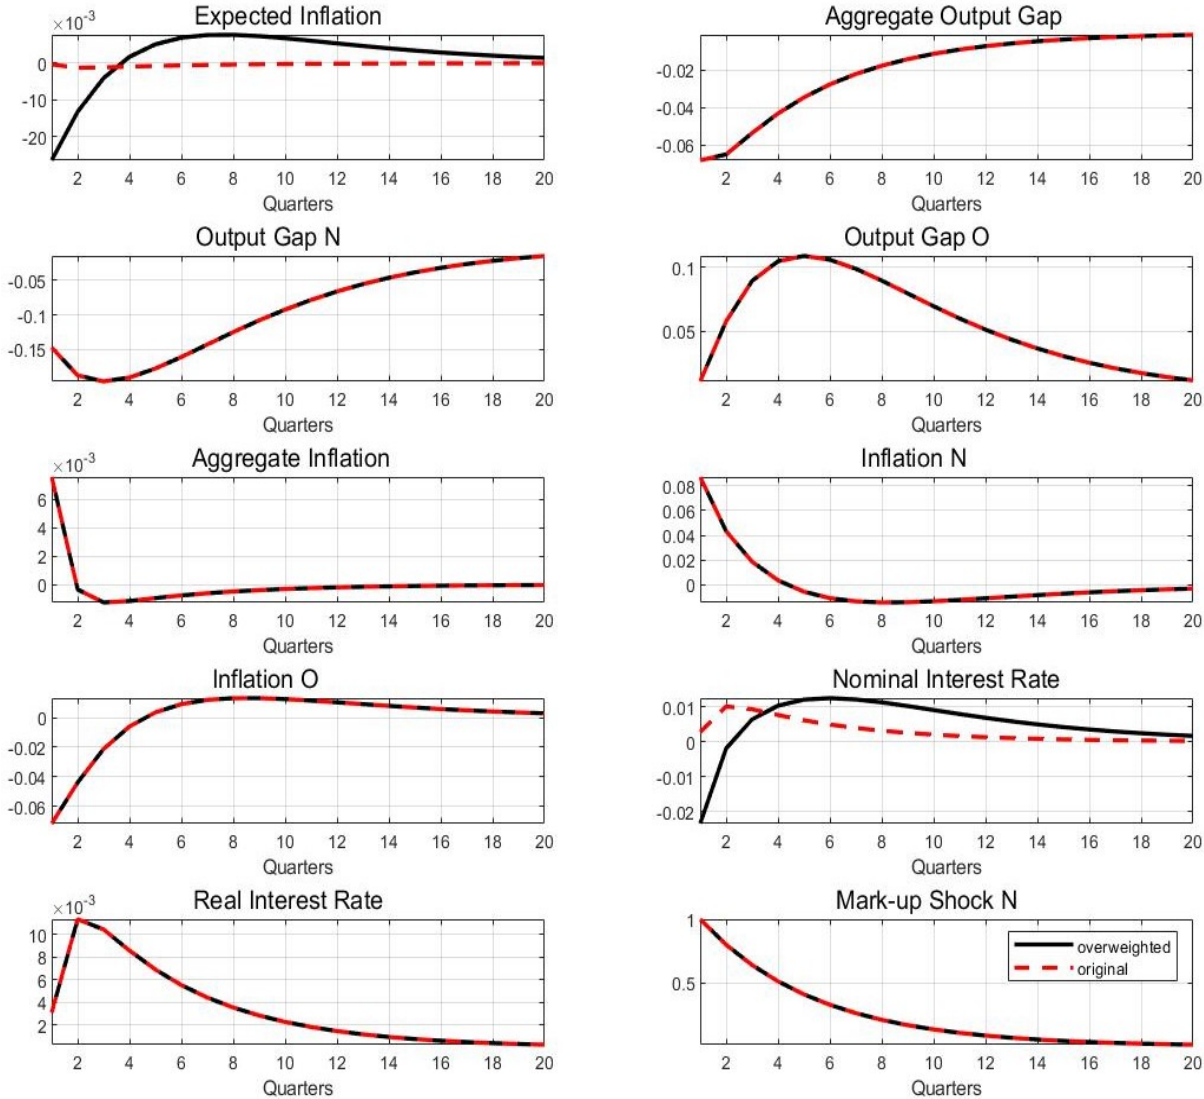 Expected Inflation
×10-3
0
-10
-20
2 4 6 8 10 12 14 16 18 20
Quarters
Aggregate Output Gap
-0.02
-0.04
-0.06
2 4 6 8 10 12 14 16 18 20
Quarters
Output Gap N
-0.05
-0.1
-0.15
2 4 6 8 10 12 14 16 18 20
Quarters
Output Gap O
0.1
0.05
2 4 6 8 10 12 14 16 18 20
Quarters
Aggregate Inflation
×10-3
6
4
2
0
2 4 6 8 10 12 14 16 18 20
Quarters
Inflation N
0.08
0.06
0.04
0.02
0
2 4 6 8 10 12 14 16 18 20
Quarters
Inflation O
0
-0.02
-0.04
-0.06
2 4 6 8 10 12 14 16 18 20
Quarters
Nominal Interest Rate
0.01
0
-0.01
-0.02
2 4 6 8 10 12 14 16 18 20
Quarters
Real Interest Rate
×10-3
10
8
6
4
2
2 4 6 8 10 12 14 16 18 20
Quarters
Mark-up Shock N
1
0.5
overweighted
original
2 4 6 8 10 12 14 16 18 20
Quarters